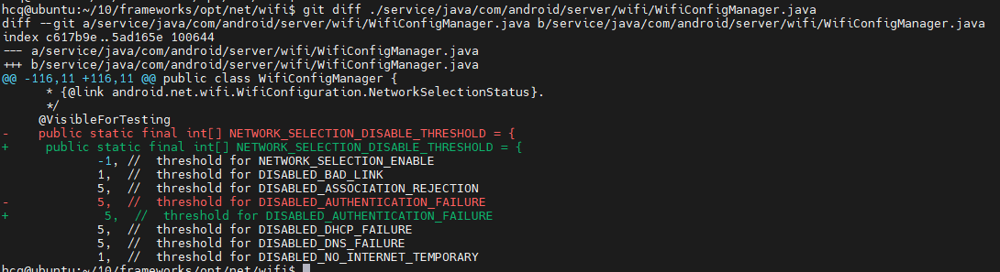 hcq@ubuntu:~/10/frameworks/opt/net/wifi$ git diff ./service/java/com/android/server/wifi/WifiConfigManager.java
diff --git a/service/java/com/android/server/wifi/WifiConfigManager.java b/service/java/com/android/server/wifi/WifiConfigManager.java
index c617b9e..5ad165e 100644
--- a/service/java/com/android/server/wifi/WifiConfigManager.java
+++ b/service/java/com/android/server/wifi/WifiConfigManager.java
@@ -116,11 +116,11 @@ public class WifiConfigManager {
      * {@link android.net.wifi.WifiConfiguration.NetworkSelectionStatus}.
      */
     @VisibleForTesting
-    public static final int[] NETWORK_SELECTION_DISABLE_THRESHOLD = {
+     public static final int[] NETWORK_SELECTION_DISABLE_THRESHOLD = {
             -1, //  threshold for NETWORK_SELECTION_ENABLE
             1,  //  threshold for DISABLED_BAD_LINK
             5,  //  threshold for DISABLED_ASSOCIATION_REJECTION
-            5,  //  threshold for DISABLED_AUTHENTICATION_FAILURE
+             5,  //  threshold for DISABLED_AUTHENTICATION_FAILURE
             5,  //  threshold for DISABLED_DHCP_FAILURE
             5,  //  threshold for DISABLED_DNS_FAILURE
             1,  //  threshold for DISABLED_NO_INTERNET_TEMPORARY
hcq@ubuntu:~/10/frameworks/opt/net/wifi$